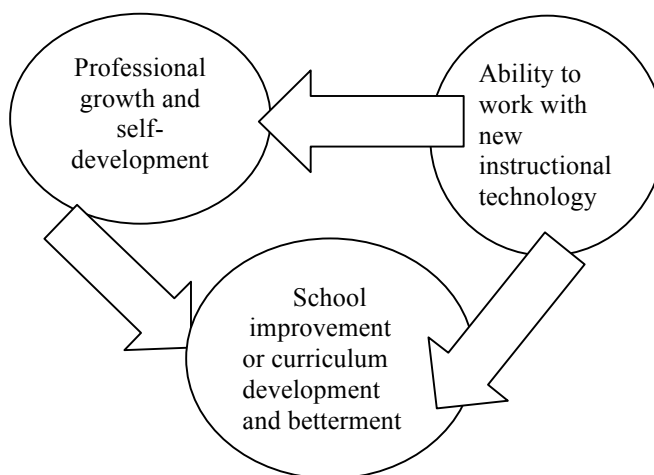 Professional
growth and
self-
development
Ability to
work with
new
instructional
technology
School
improvement
or curriculum
development
and betterment